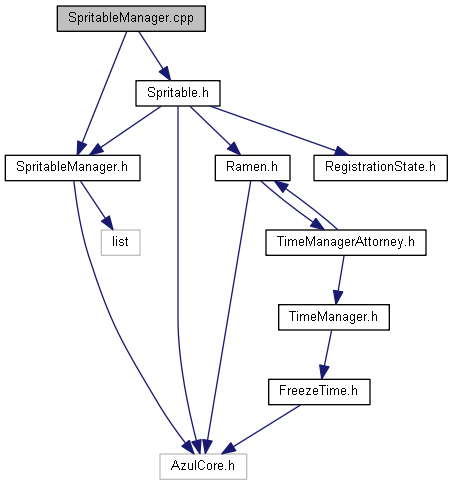 SpritableManager.cpp
Spritable.h
SpritableManager.h
Ramen.h
RegistrationState.h
list
TimeManagerAttorney.h
TimeManager.h
FreezeTime.h
AzulCore.h